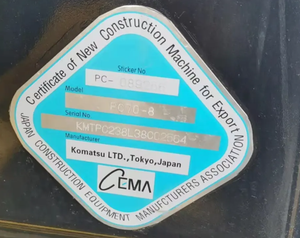 Certificate of New Construction Machine for Export
Sticker No
PC-
Model
Serial No
Manufacturer
Komatsu LTD.,Tokyo,Japan
CEMA
JAPAN CONSTRUCTION EQUIPMENT MANUFACTURERS ASSOCIATION